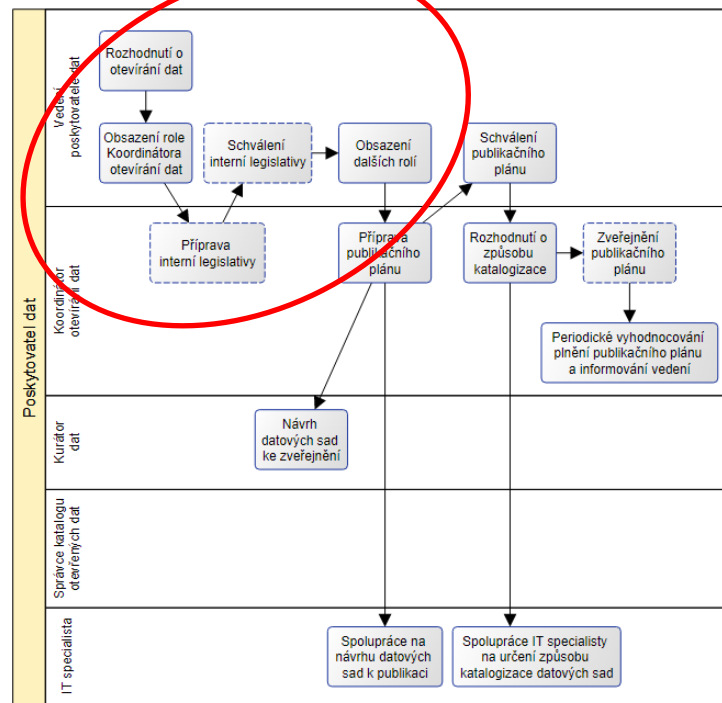 Poskytovatel dat
Vedení
poskytovatele dat
Rozhodnutí o
otevírání dat
Obsazení role
Koordinátora
otevírání dat
Schválení
interní legislativy
Obsazení
dalších rolí
Schválení
publikačního
plánu
Koordinátor
otevírání dat
Příprava
interní legislativy
Příprava
publikačního
plánu
Rozhodnutí o
způsobu
katalogizace
Zveřejnění
publikačního
plánu
Periodické vyhodnocování
plnění publikačního plánu
a informování vedení
Kurátor
dat
Návrh
datových sad
ke zveřejnění
Správce katalogu
otevřených dat
IT specialista
Spolupráce na
návrhu datových
sad k publikaci
Spolupráce IT specialisty
na určení způsobu
katalogizace datových sad